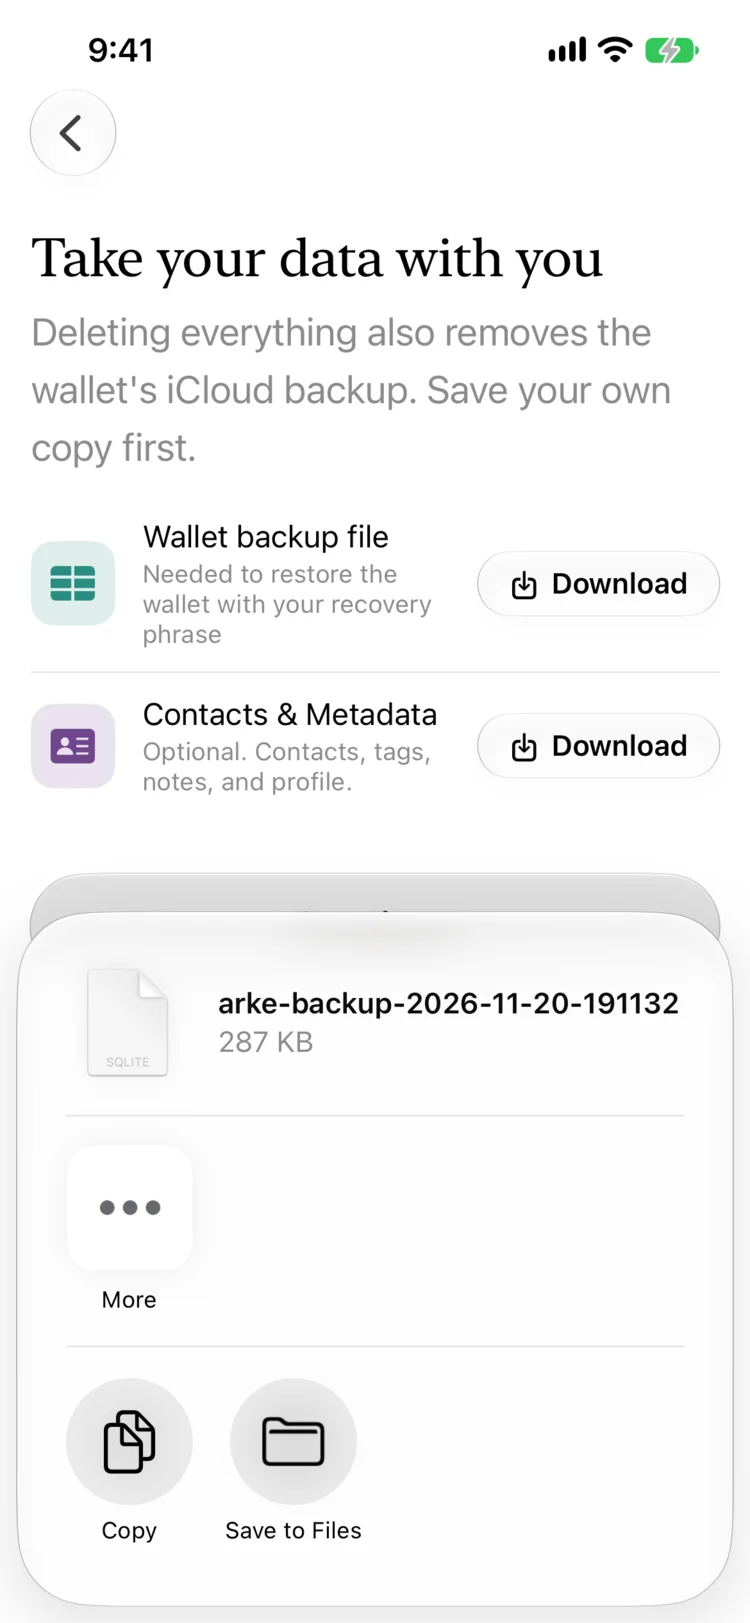 9:41
Take your data with you
Deleting everything also removes the
wallet's iCloud backup. Save your own
copy first.
Wallet backup file
Needed to restore the
wallet with your recovery
phrase
Download
Contacts & Metadata
Optional. Contacts, tags,
notes, and profile.
Download
SQLITE
arke-backup-2026-11-20-191132
287 KB
More
Copy
Save to Files